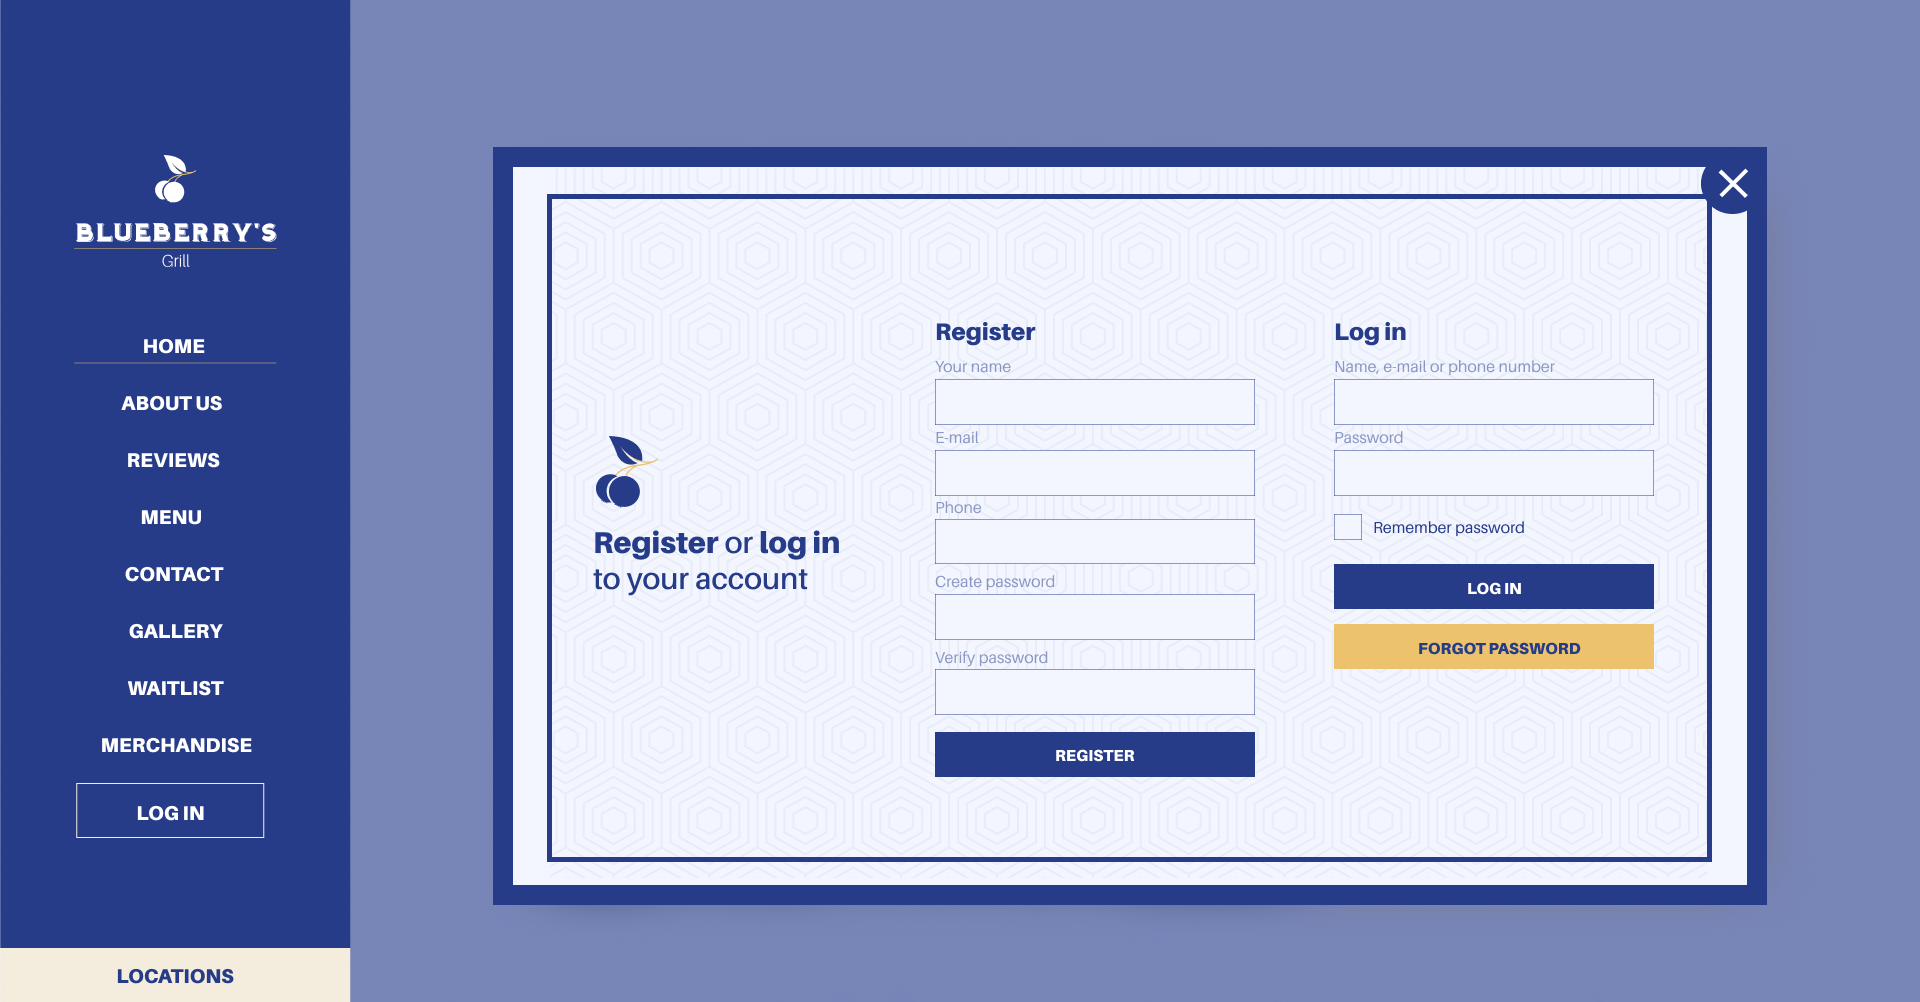 BLUEBERRY'S
Grill
HOME
ABOUT US
REVIEWS
MENU
CONTACT
GALLERY
WAITLIST
MERCHANDISE
LOG IN
LOCATIONS
Register or log in
to your account
Register
Your name
E-mail
Phone
Create password
Verify password
REGISTER
Log in
Name, e-mail or phone number
Password
Remember password
LOG IN
FORGOT PASSWORD